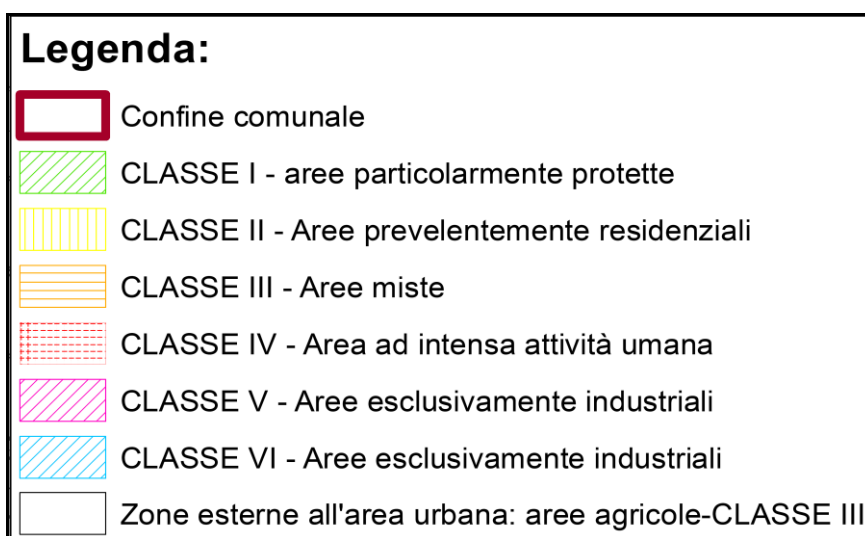 Legenda:
Confine comunale
CLASSE I - aree particolarmente protette
CLASSE II - Aree prevelentemente residenziali
CLASSE III - Aree miste
CLASSE IV - Area ad intensa attività umana
CLASSE V - Aree esclusivamente industriali
CLASSE VI - Aree esclusivamente industriali
Zone esterne all'area urbana: aree agricole-CLASSE III